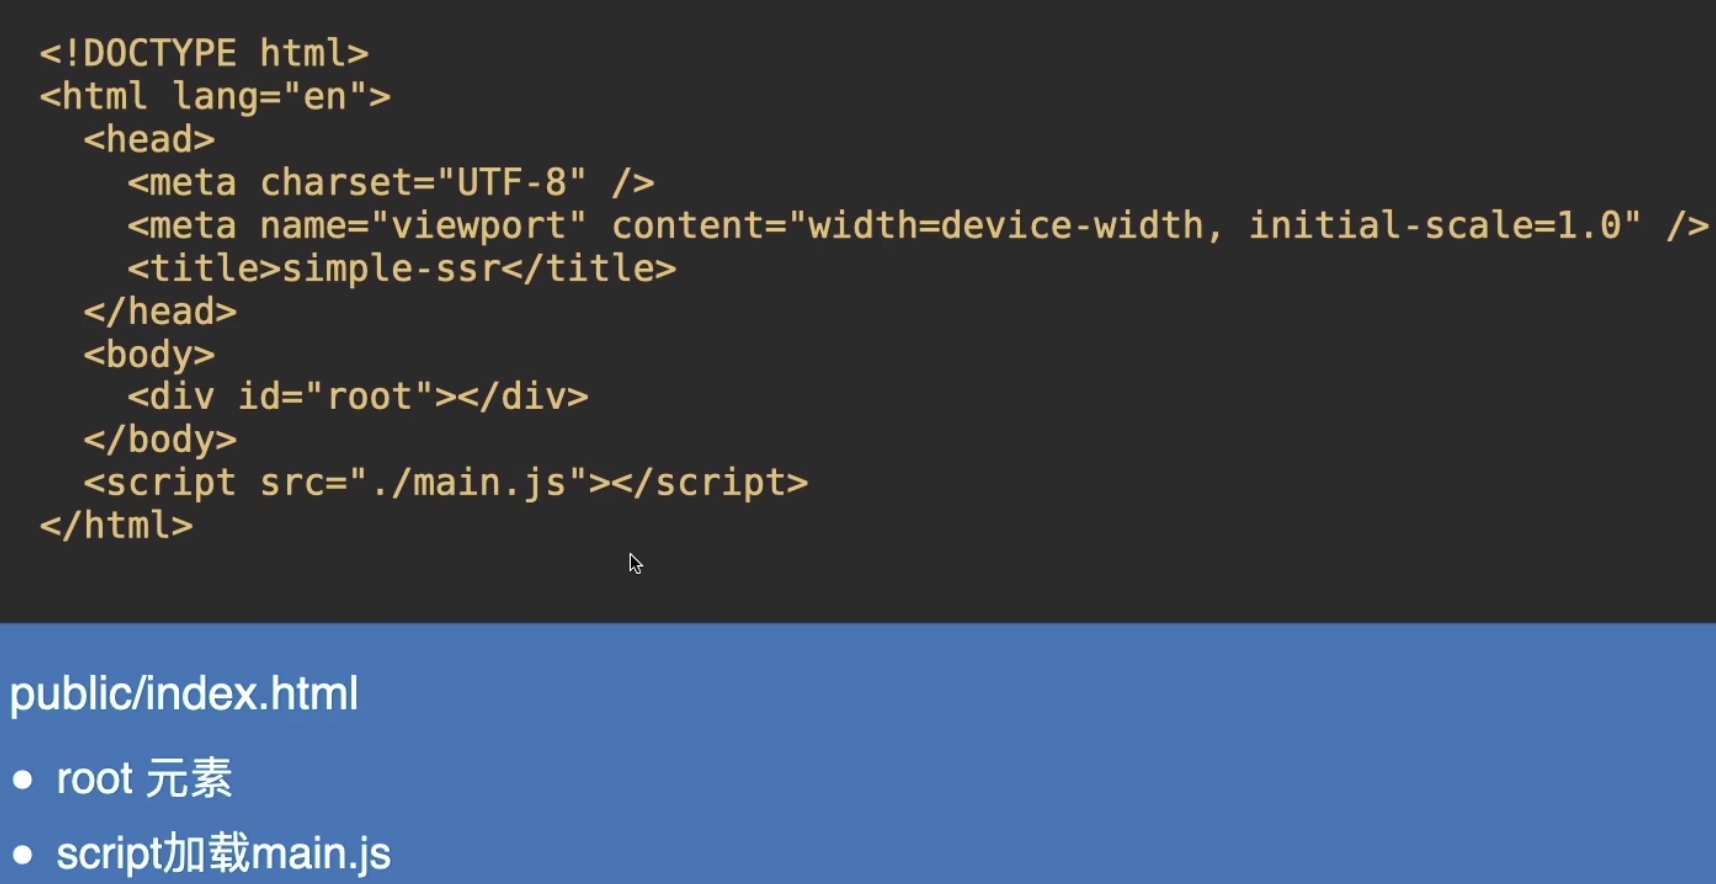 <!DOCTYPE html>
<html lang="en">
  <head>
    <meta charset="UTF-8" />
    <meta name="viewport" content="width=device-width, initial-scale=1.0" />
    <title>simple-ssr</title>
  </head>
  <body>
    <div id="root"></div>
  </body>
  <script src="./main.js"></script>
</html>
public/index.html
● root 元素
● script加载main.js